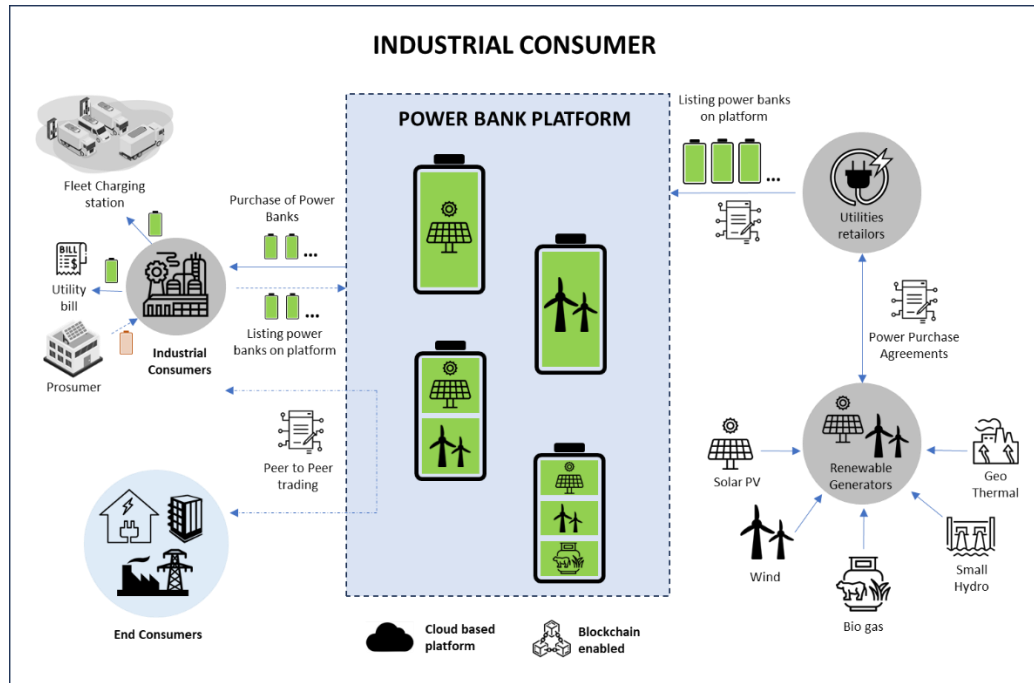 INDUSTRIAL CONSUMER
POWER BANK PLATFORM
Listing power banks
on platform
...
Utilities
retailors
Fleet Charging
station
Purchase of Power
Banks
...
BILL
$
Utility
bill
...
Listing power
banks on platform
Industrial
Consumers
Prosumer
Power Purchase
Agreements
Peer to Peer
trading
Solar PV
Renewable
Generators
Geo
Thermal
Wind
Small
Hydro
Bio gas
End Consumers
Cloud based
platform
Blockchain
enabled